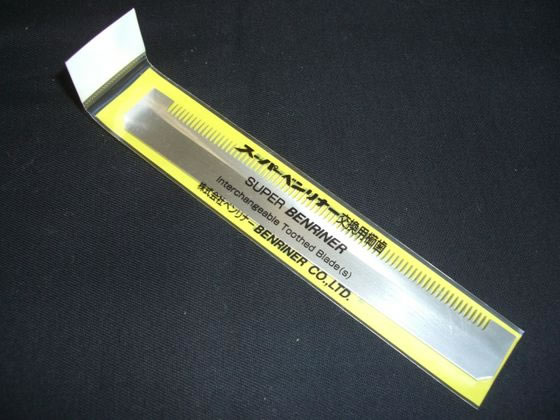 スーパーベンリナー交換用櫛歯
SUPER BENRINER
Interchangeable Toothed Blade(s)
株式会社ベンリナー BENRINER CO.,LTD.